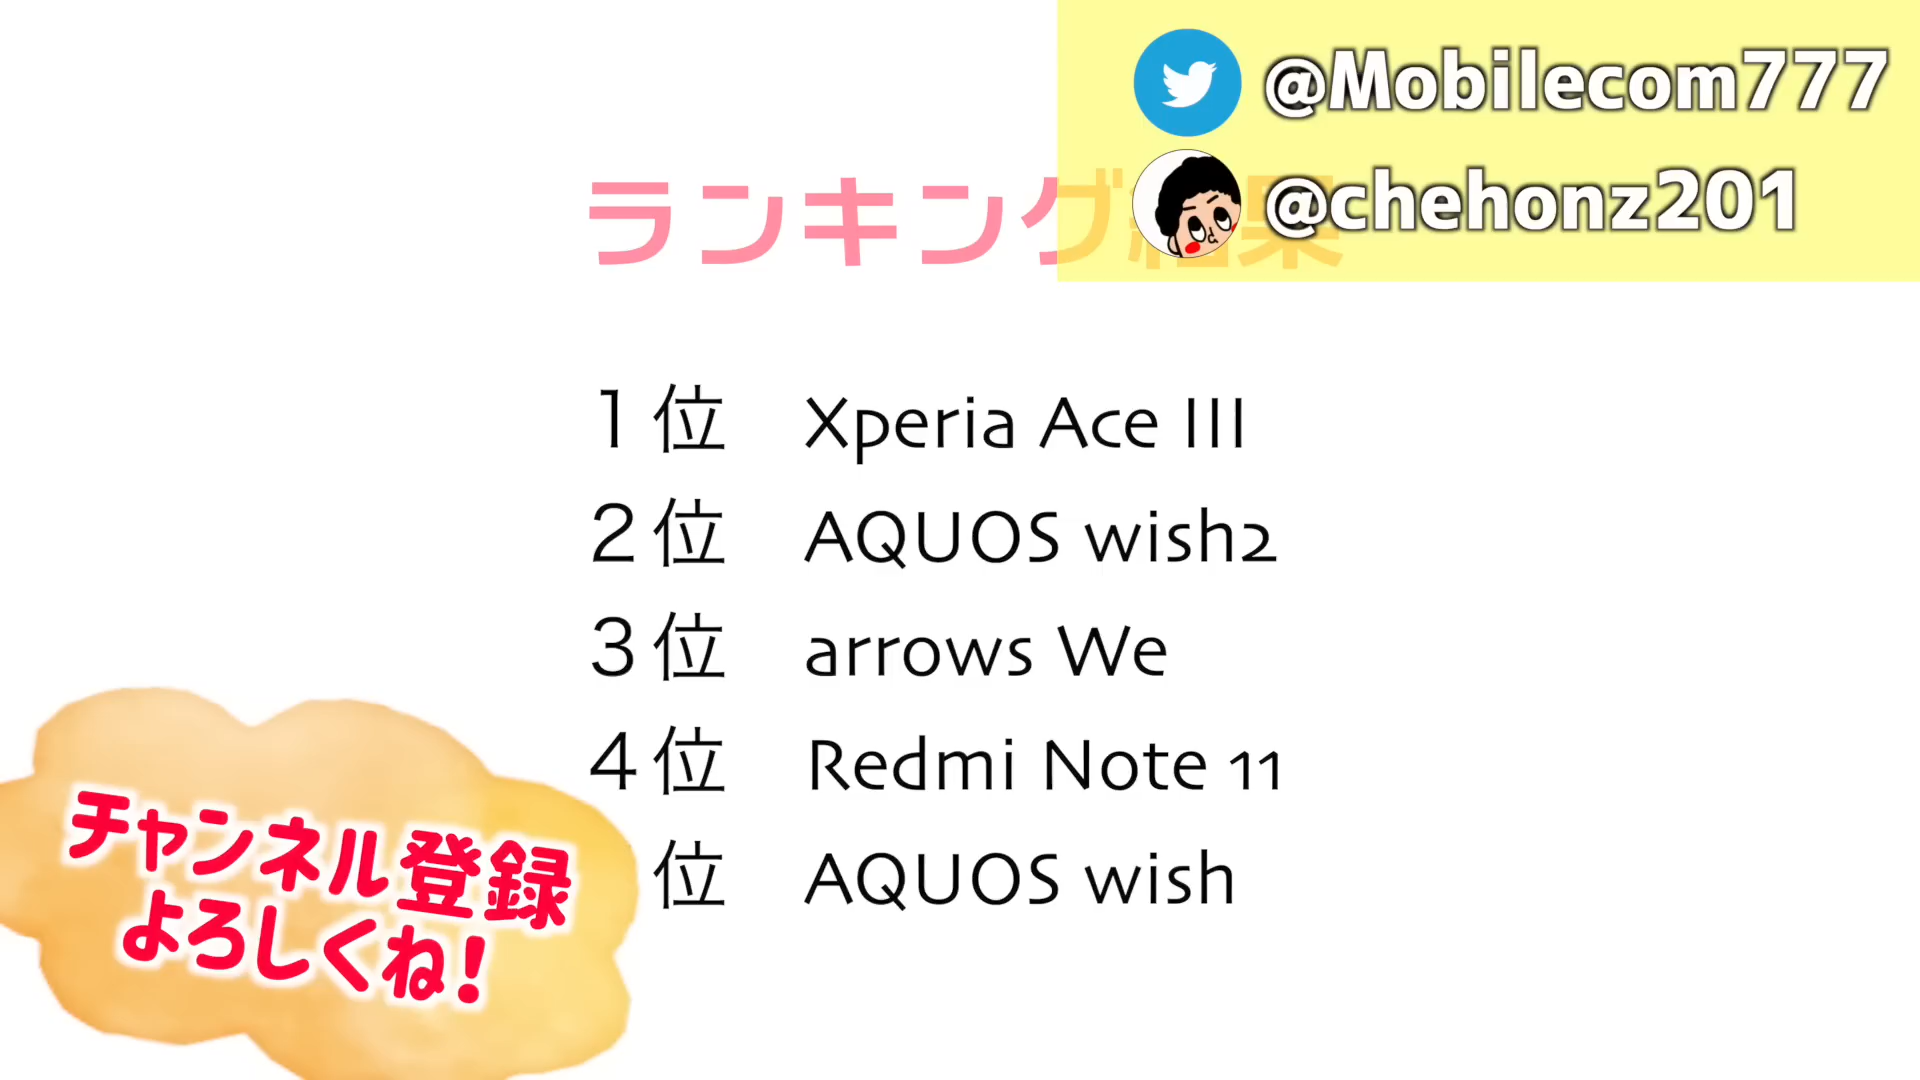 @Mobilecom777
@chehonz201
ランキング結果
１位 Xperia Ace III
２位 AQUOS wish2
３位 arrows We
４位 Redmi Note 11
位 AQUOS wish
チャンネル登録
よろしくね!